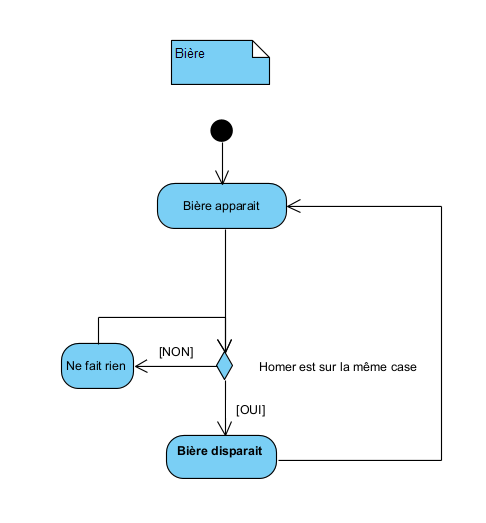 Bière
Bière apparait
[NON]
Ne fait rien
Homer est sur la même case
[OUI]
Bière disparait